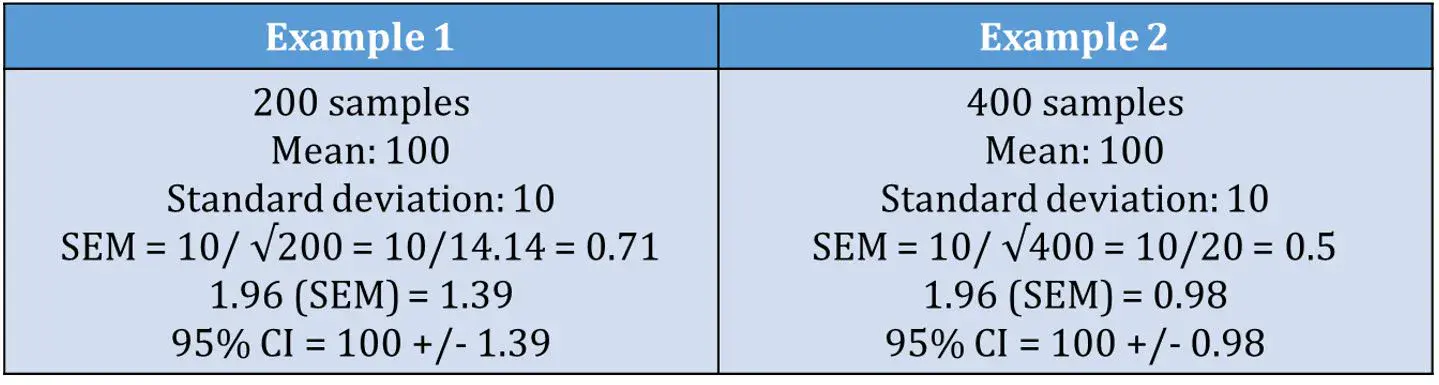 Example 1
200 samples
Mean: 100
Standard deviation: 10
SEM = 10/ √200 = 10/14.14 = 0.71
1.96 (SEM) = 1.39
95% CI = 100 +/- 1.39
Example 2
400 samples
Mean: 100
Standard deviation: 10
SEM = 10/ √400 = 10/20 = 0.5
1.96 (SEM) = 0.98
95% CI = 100 +/- 0.98